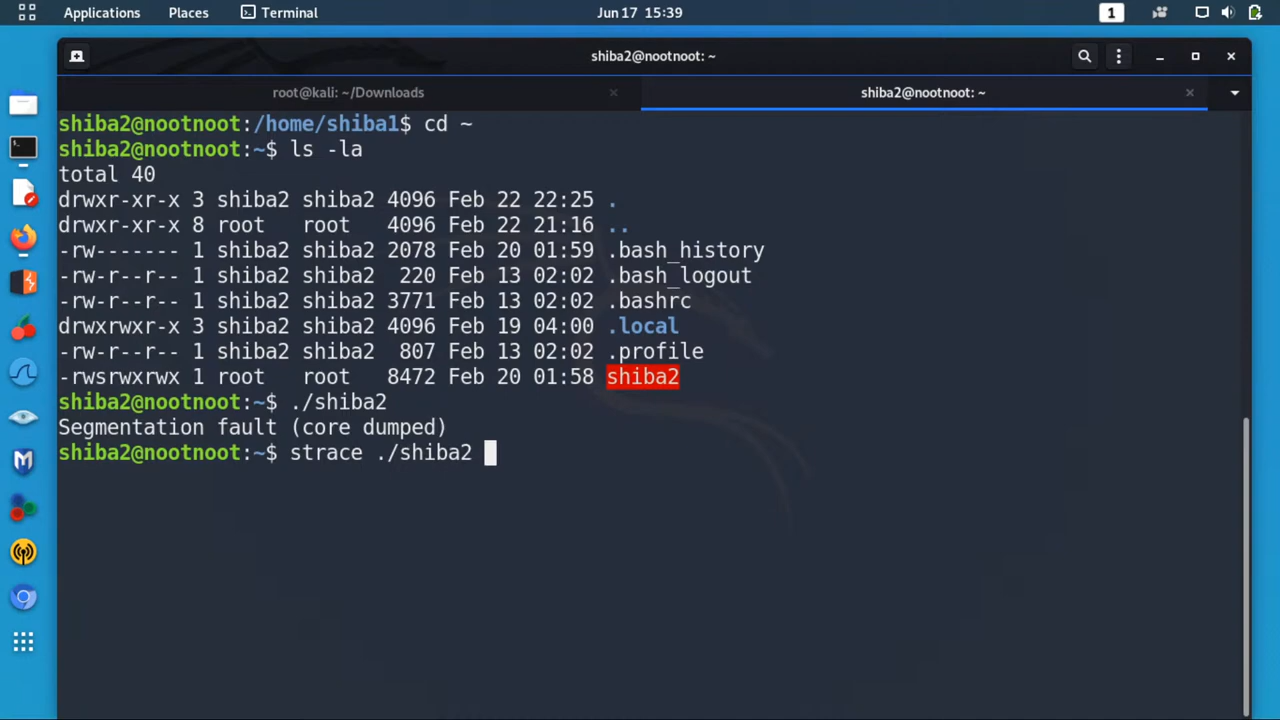 Applications Places Terminal Jun 17 15:39 1
shiba2@nootnoot: ~
root@kali: ~/Downloads shiba2@nootnoot: ~
shiba2@nootnoot:/home/shiba1$ cd ~
shiba2@nootnoot:~$ ls -la
total 40
drwxr-xr-x 3 shiba2 shiba2 4096 Feb 22 22:25 .
drwxr-xr-x 8 root   root   4096 Feb 22 21:16 ..
-rw------- 1 shiba2 shiba2 2078 Feb 20 01:59 .bash_history
-rw-r--r-- 1 shiba2 shiba2  220 Feb 13 02:02 .bash_logout
-rw-r--r-- 1 shiba2 shiba2 3771 Feb 13 02:02 .bashrc
drwxrwxr-x 3 shiba2 shiba2 4096 Feb 19 04:00 .local
-rw-r--r-- 1 shiba2 shiba2  807 Feb 13 02:02 .profile
-rwsrwxrwx 1 root   root   8472 Feb 20 01:58 shiba2
shiba2@nootnoot:~$ ./shiba2
Segmentation fault (core dumped)
shiba2@nootnoot:~$ strace ./shiba2